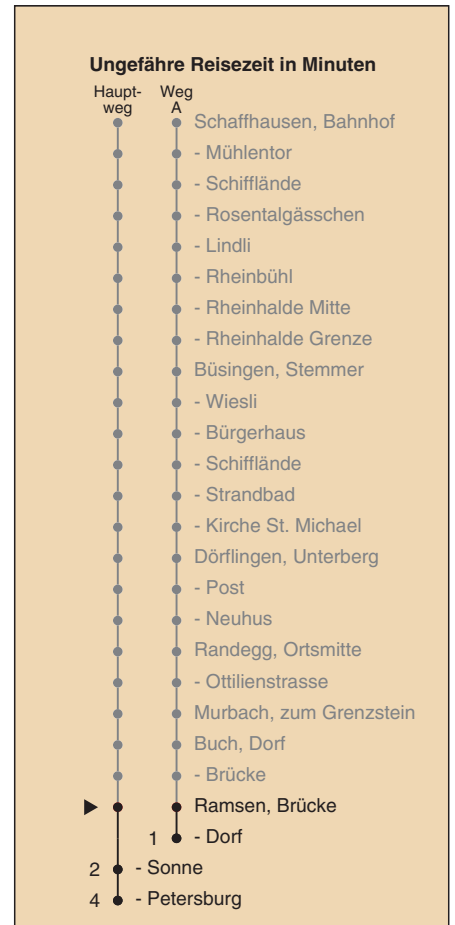 Ungefähre Reisezeit in Minuten
Haupt- Weg
weg A
Schaffhausen, Bahnhof
- Mühlentor
- Schifflände
- Rosentalgässchen
- Lindli
- Rheinbühl
- Rheinhalde Mitte
- Rheinhalde Grenze
Büsingen, Stemmer
- Wiesli
- Bürgerhaus
- Schifflände
- Strandbad
- Kirche St. Michael
Dörflingen, Unterberg
- Post
- Neuhus
Randegg, Ortsmitte
- Ottilienstrasse
Murbach, zum Grenzstein
Buch, Dorf
- Brücke
Ramsen, Brücke
1 - Dorf
2 - Sonne
4 - Petersburg